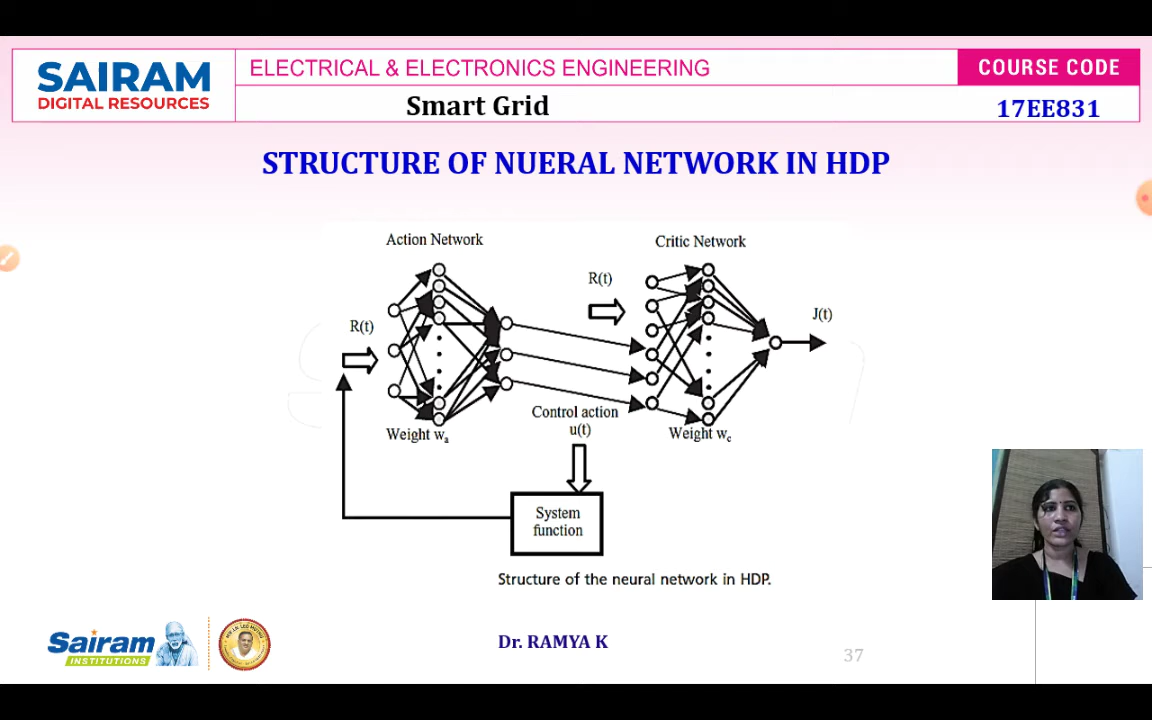 SAIRAM
DIGITAL RESOURCES
ELECTRICAL & ELECTRONICS ENGINEERING
COURSE CODE
Smart Grid
17EE831
STRUCTURE OF NUERAL NETWORK IN HDP
Action Network
Critic Network
R(t)
R(t)
J(t)
Control action
u(t)
Weight wa
Weight wc
System
function
Structure of the neural network in HDP.
Sairam
INSTITUTIONS
Dr. RAMYA K
37